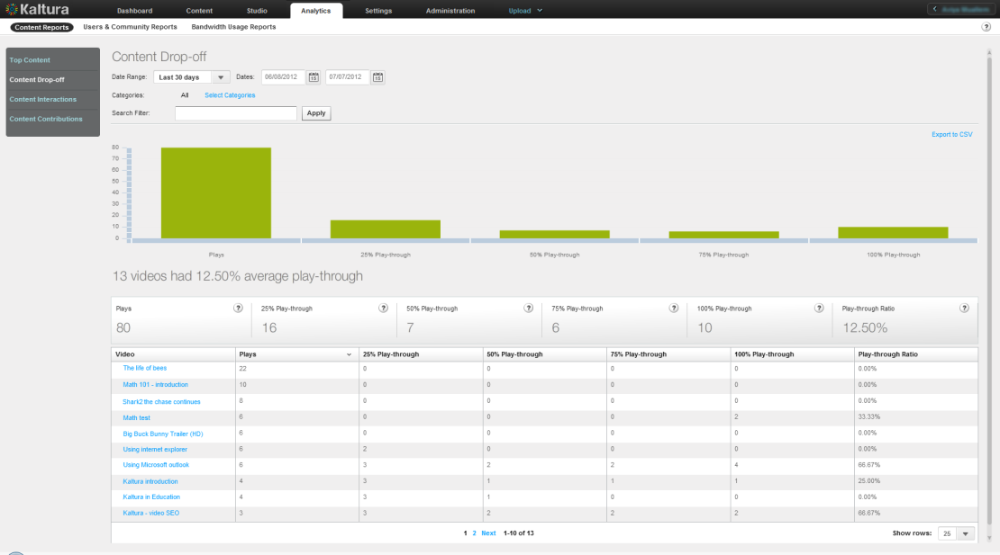 Kaltura Dashboard Content Studio Analytics Settings Administration Upload
Content Reports Users & Community Reports Bandwidth Usage Reports ?
Top Content
Content Drop-off
Content Interactions
Content Contributions
Content Drop-off
Date Range: Last 30 days Dates: 06/08/2012 15 07/07/2012 15
Categories: All Select Categories
Search Filter: Apply
Export to CSV
80
70
60
50
40
30
20
10
0
Plays 25% Play-through 50% Play-through 75% Play-through 100% Play-through
13 videos had 12.50% average play-through
Plays ? 25% Play-through ? 50% Play-through ? 75% Play-through ? 100% Play-through ? Play-through Ratio ?
80 16 7 6 10 12.50%
Video Plays 25% Play-through 50% Play-through 75% Play-through 100% Play-through Play-through Ratio
The life of bees 22 0 0 0 0 0.00%
Math 101 - introduction 10 0 0 0 0 0.00%
Shark2 the chase continues 8 0 0 0 0 0.00%
Math test 6 0 0 0 2 33.33%
Big Buck Bunny Trailer (HD) 6 0 0 0 0 0.00%
Using internet explorer 6 2 0 0 0 0.00%
Using Microsoft outlook 6 3 2 2 4 66.67%
Kaltura introduction 4 3 1 1 1 25.00%
Kaltura in Education 4 3 1 0 0 0.00%
Kaltura - video SEO 3 3 2 2 2 66.67%
1 2 Next 1-10 of 13 Show rows: 25